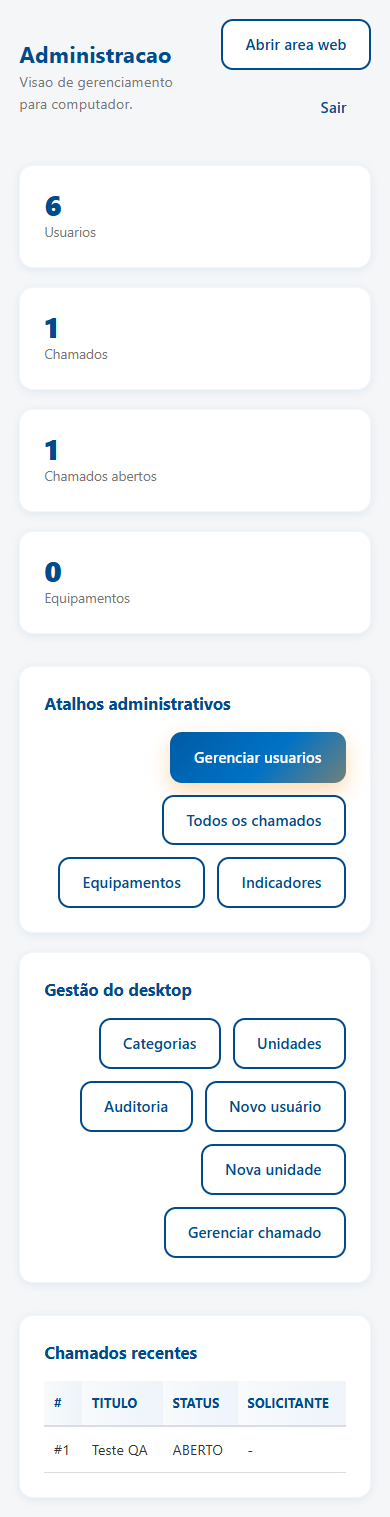 Administracao
Visao de gerenciamento
para computador.
Abrir area web
Sair
6
Usuarios
1
Chamados
1
Chamados abertos
0
Equipamentos
Atalhos administrativos
Gerenciar usuarios
Todos os chamados
Equipamentos Indicadores
Gestão do desktop
Categorias Unidades
Auditoria Novo usuário
Nova unidade
Gerenciar chamado
Chamados recentes
# TITULO STATUS SOLICITANTE
#1 Teste QA ABERTO -